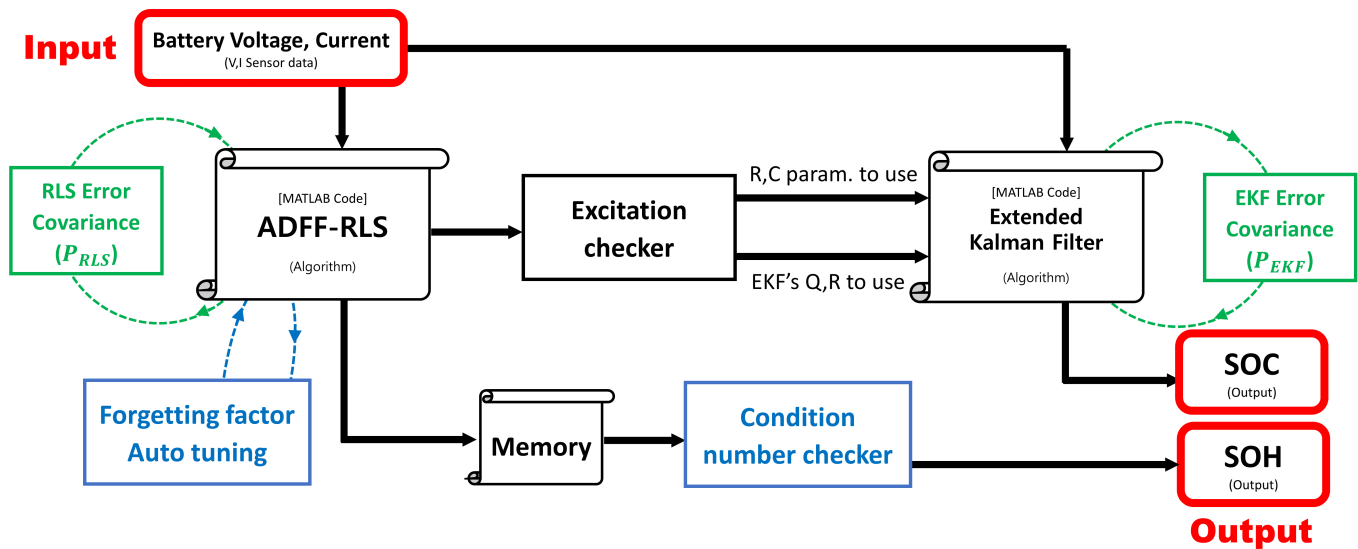 Input
Battery Voltage, Current
(V,I Sensor data)
RLS Error
Covariance
(P_RLS)
[MATLAB Code]
ADFF-RLS
(Algorithm)
Excitation
checker
R,C param. to use
EKF's Q,R to use
[MATLAB Code]
Extended
Kalman Filter
(Algorithm)
EKF Error
Covariance
(P_EKF)
Forgetting factor
Auto tuning
Memory
Condition
number checker
SOC
(Output)
SOH
(Output)
Output